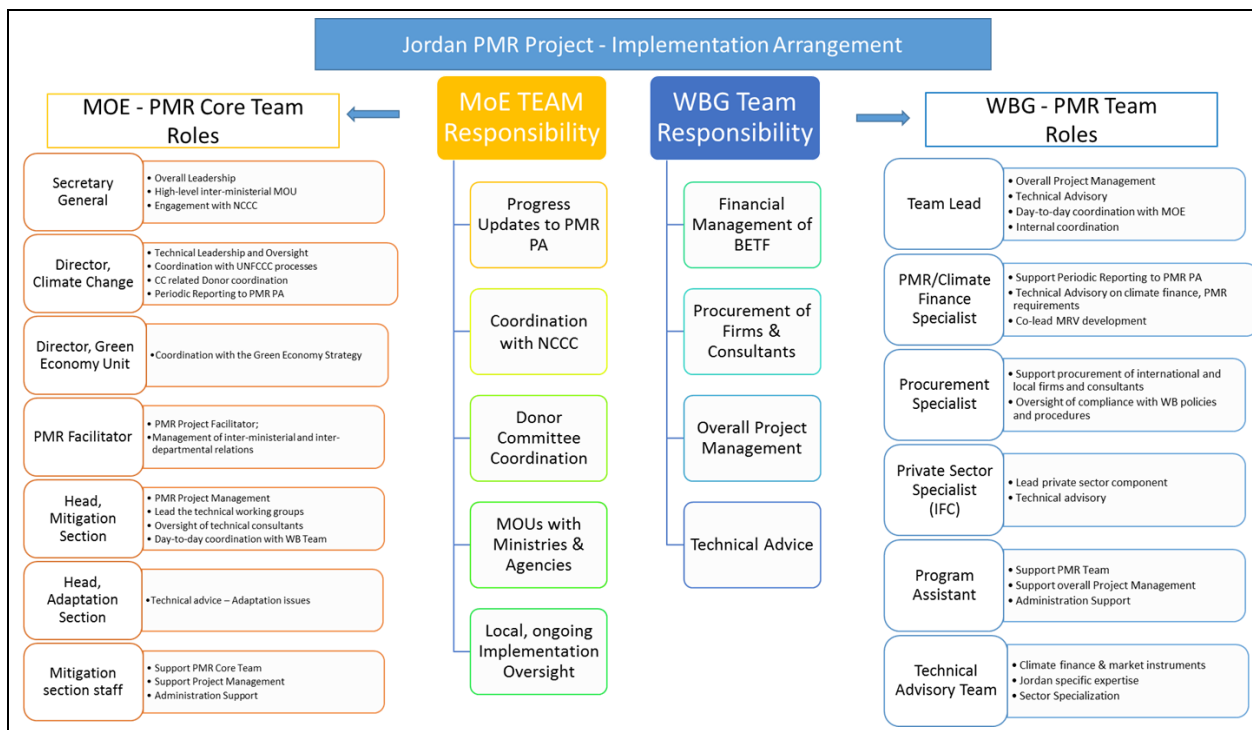 Jordan PMR Project - Implementation Arrangement
MOE - PMR Core Team
Roles
Secretary
General
• Overall Leadership
• High-level inter-ministerial MOU
• Engagement with NCCC
Director,
Climate Change
• Technical Leadership and Oversight
• Coordination with UNFCCC processes
• CC related Donor coordination
• Periodic Reporting to PMR PA
Director, Green
Economy Unit
• Coordination with the Green Economy Strategy
PMR Facilitator
• PMR Project Facilitator;
• Management of inter-ministerial and inter-
departmental relations
Head,
Mitigation
Section
• PMR Project Management
• Lead the technical working groups
• Oversight of technical consultants
• Day-to-day coordination with WB Team
Head,
Adaptation
Section
• Technical advice – Adaptation issues
Mitigation
section staff
• Support PMR Core Team
• Support Project Management
• Administration Support
MoE TEAM
Responsibility
Progress
Updates to PMR
PA
Coordination
with NCCC
Donor
Committee
Coordination
MOUs with
Ministries &
Agencies
Local, ongoing
Implementation
Oversight
WBG Team
Responsibility
Financial
Management of
BETF
Procurement of
Firms &
Consultants
Overall Project
Management
Technical Advice
WBG - PMR Team
Roles
Team Lead
• Overall Project Management
• Technical Advisory
• Day-to-day coordination with MOE
• Internal coordination
PMR/Climate
Finance
Specialist
• Support Periodic Reporting to PMR PA
• Technical Advisory on climate finance, PMR
requirements
• Co-lead MRV development
Procurement
Specialist
• Support procurement of international and
local firms and consultants
• Oversight of compliance with WB policies
and procedures
Private Sector
Specialist
(IFC)
• Lead private sector component
• Technical advisory
Program
Assistant
• Support PMR Team
• Support overall Project Management
• Administration Support
Technical
Advisory Team
• Climate finance & market instruments
• Jordan specific expertise
• Sector Specialization